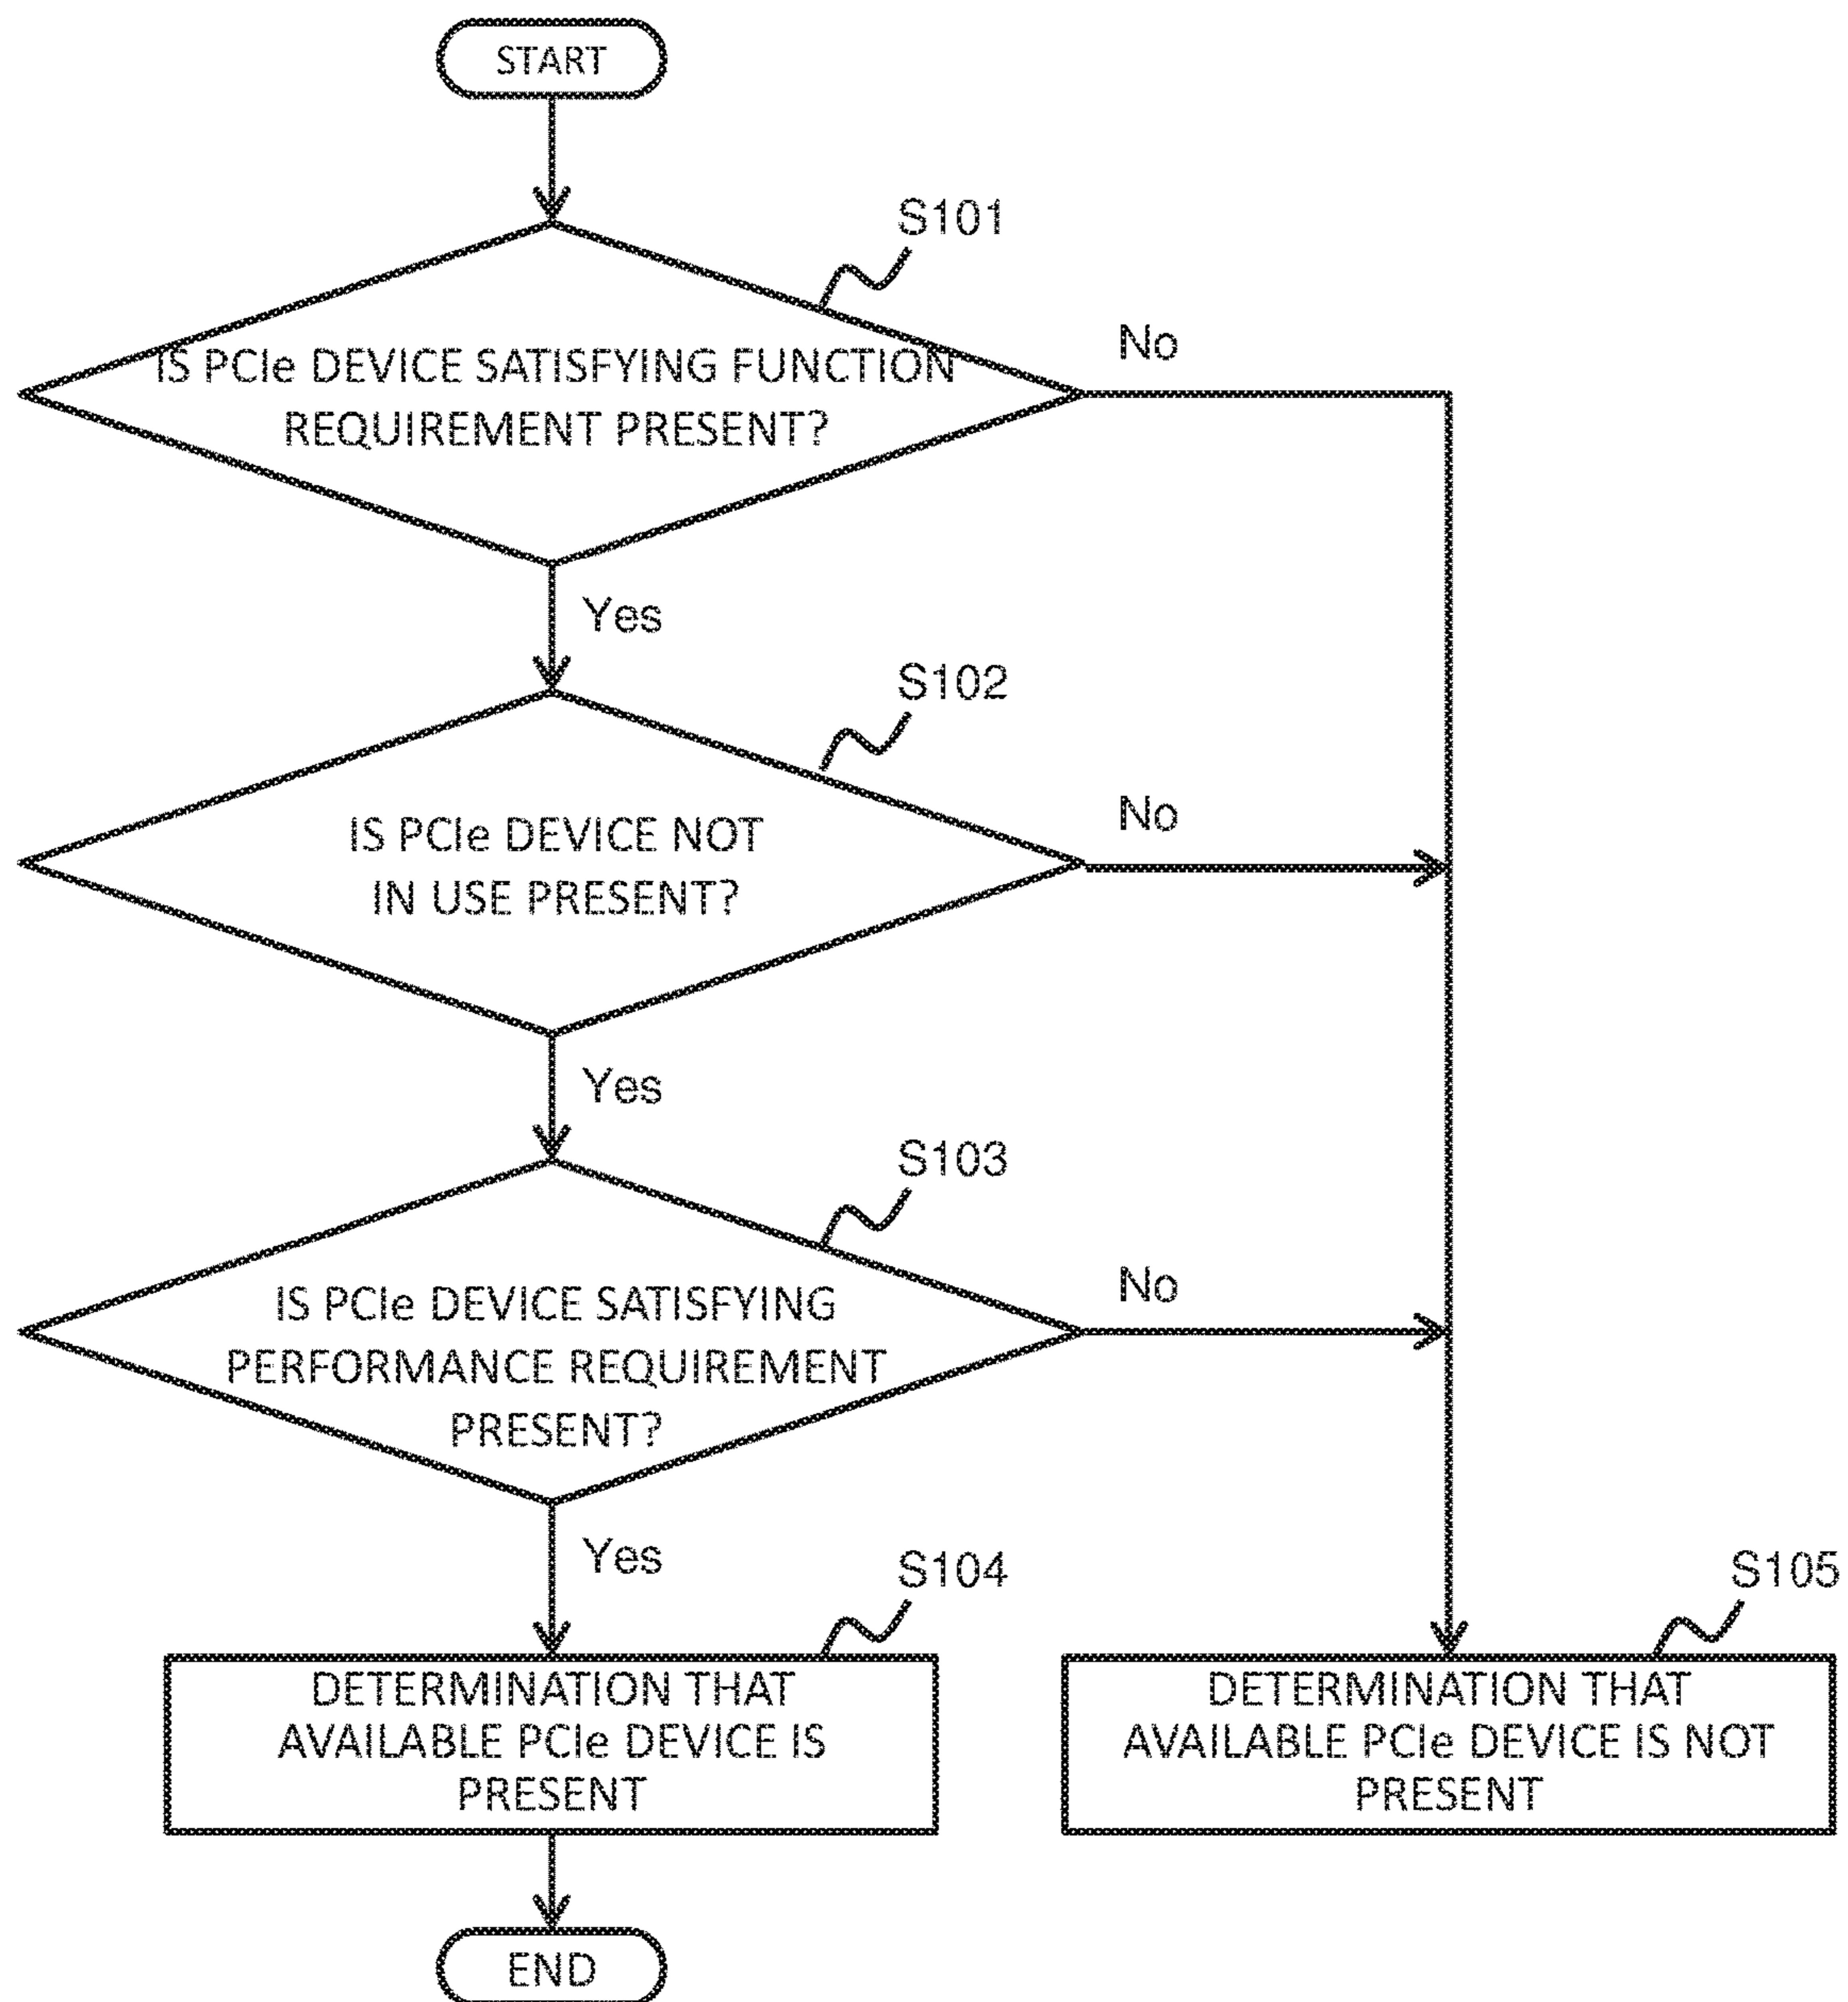 START
S101
IS PCIe DEVICE SATISFYING FUNCTION
REQUIREMENT PRESENT?
No
Yes
S102
IS PCIe DEVICE NOT
IN USE PRESENT?
No
Yes
S103
IS PCIe DEVICE SATISFYING
PERFORMANCE REQUIREMENT
PRESENT?
No
Yes
S104
DETERMINATION THAT
AVAILABLE PCIe DEVICE IS
PRESENT
S105
DETERMINATION THAT
AVAILABLE PCIe DEVICE IS NOT
PRESENT
END